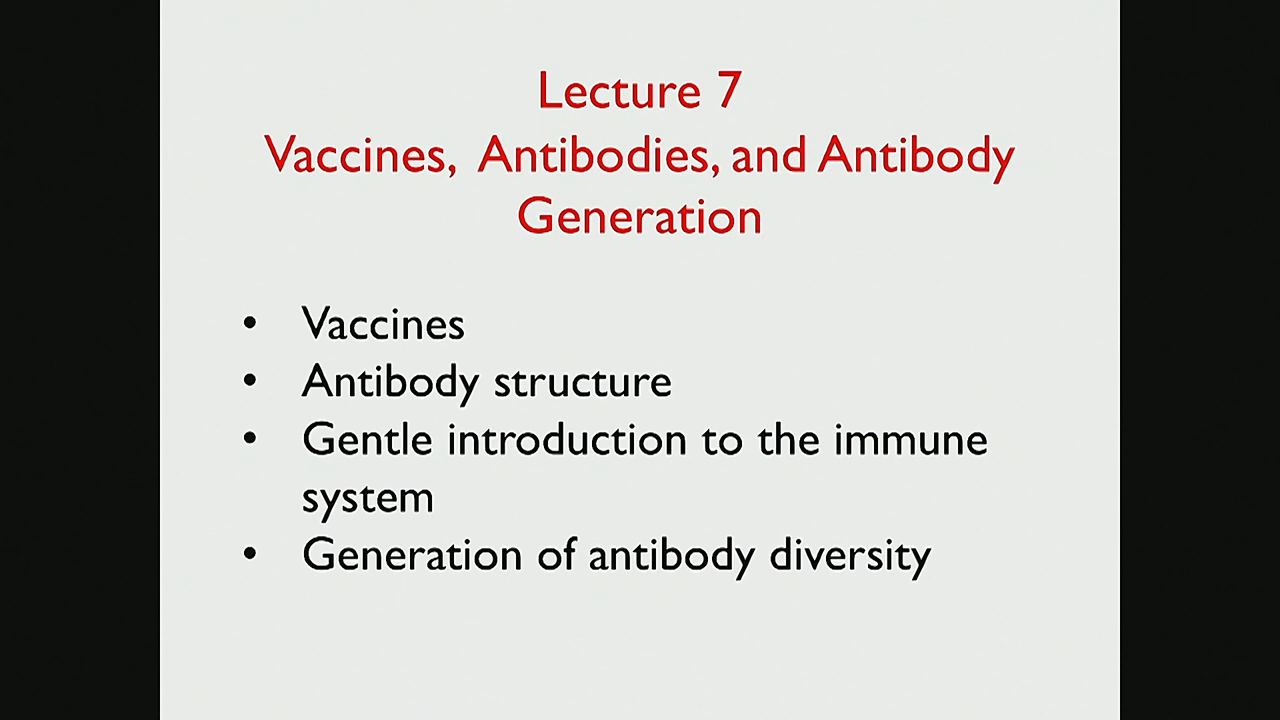 Lecture 7
Vaccines, Antibodies, and Antibody
Generation
• Vaccines
• Antibody structure
• Gentle introduction to the immune
system
• Generation of antibody diversity